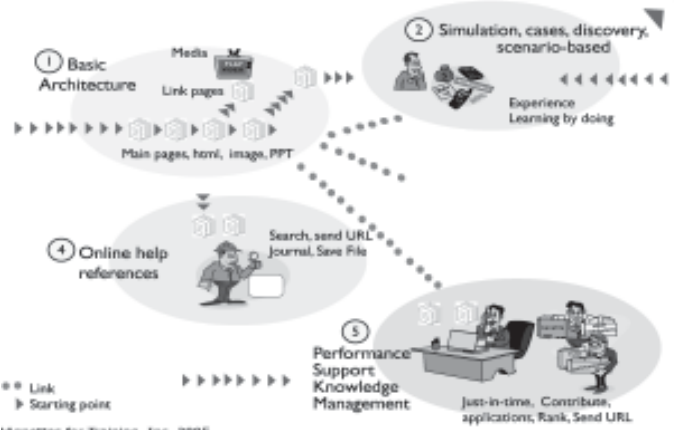 1 Basic
Architecture
Media
Link pages
Main pages, html, image, PPT
2 Simulation, cases, discovery,
scenario-based
Experience
Learning by doing
4 Online help
references
Search, send URL
Journal, Save File
5
Performance
Support
Knowledge
Management
Just-in-time, Contribute,
applications, Rank, Send URL
Link
Starting point